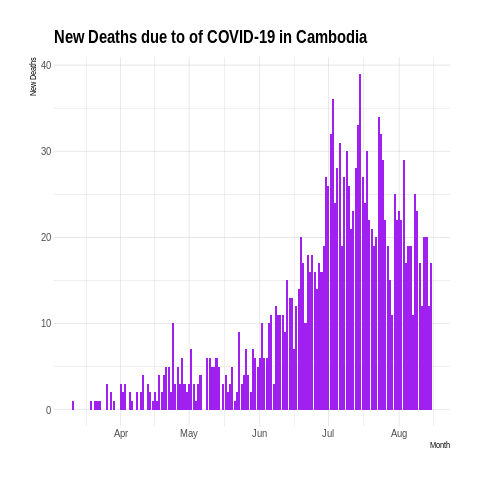 New Deaths due to of COVID-19 in Cambodia
New Deaths
40
30
20
10
0
Apr May Jun Jul Aug
Month